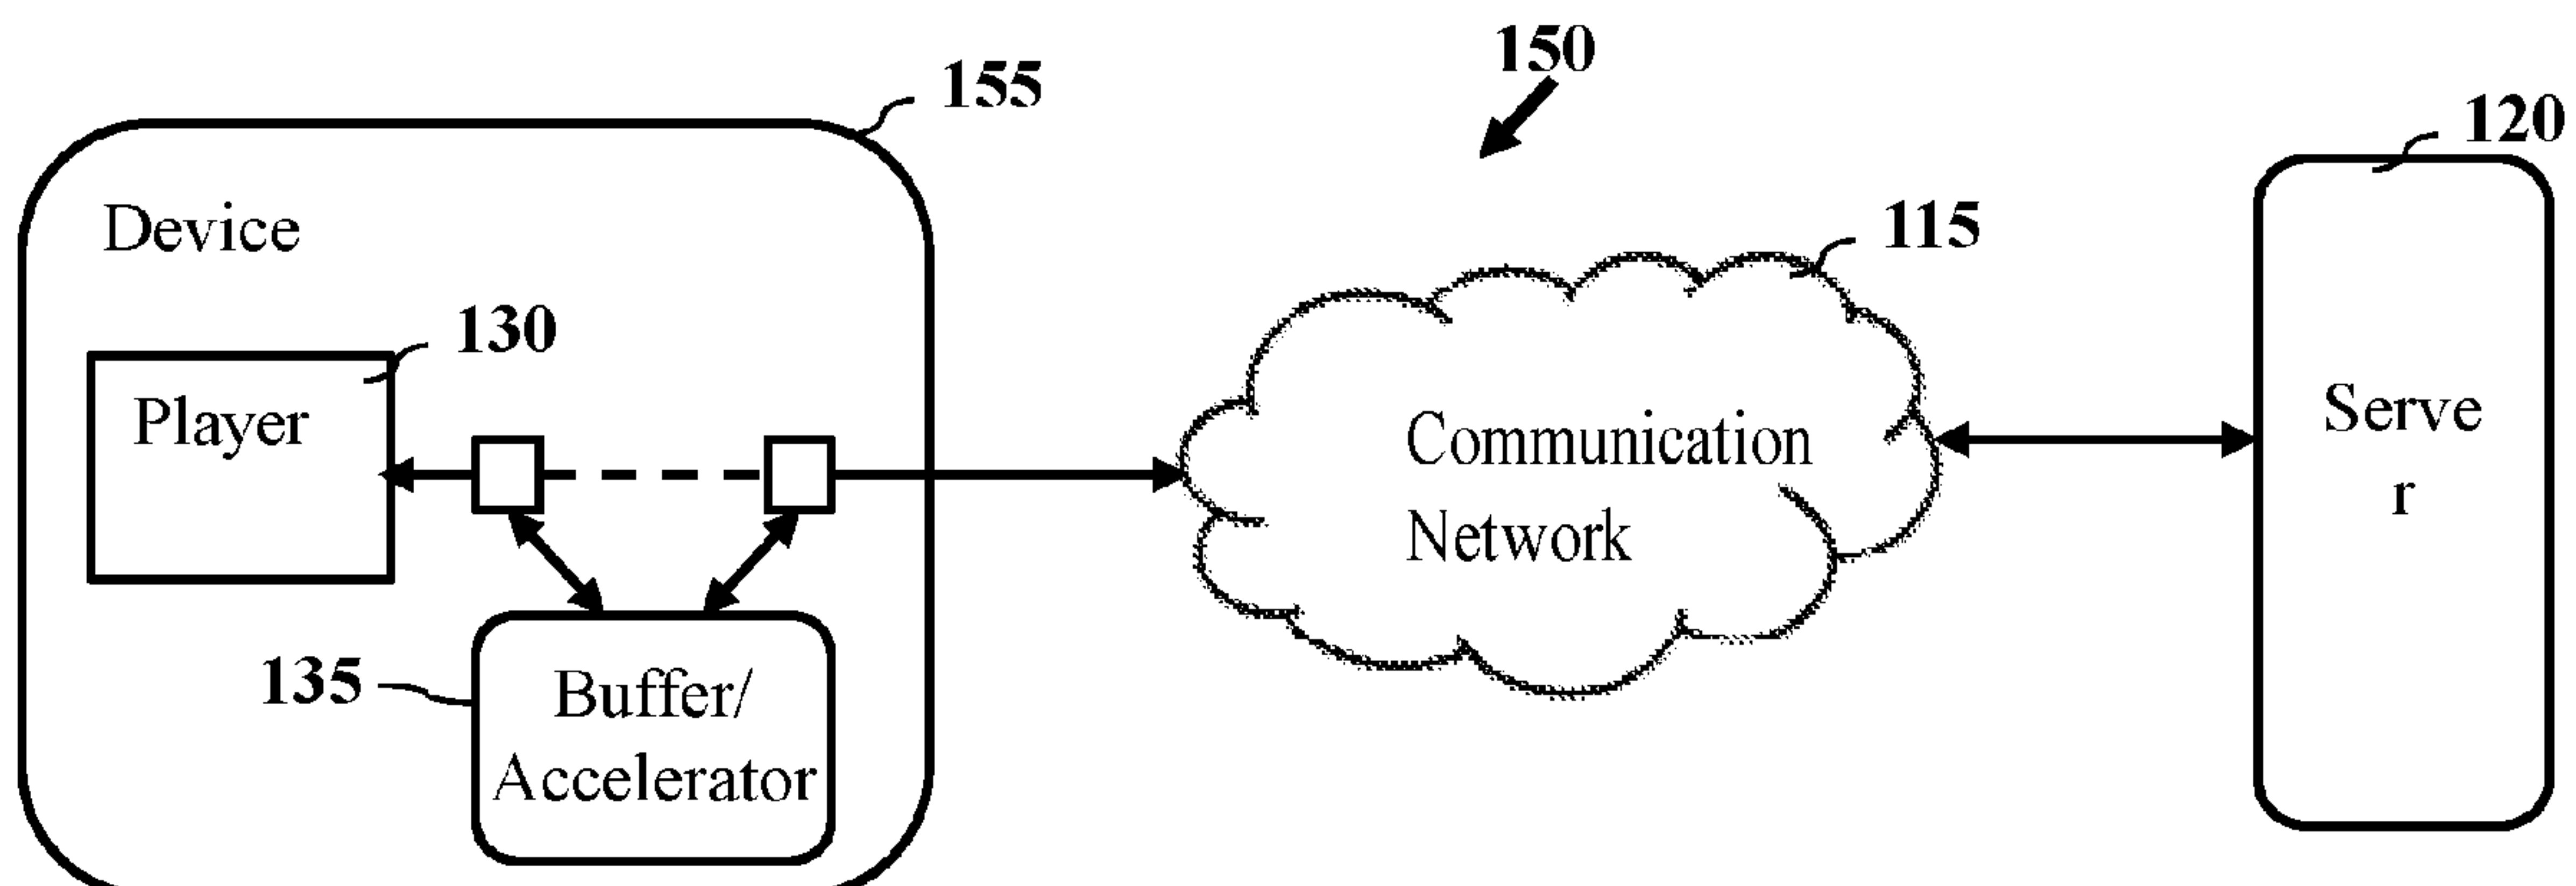 150
155
120
Device
115
130
Player
Communication
Network
Serve
r
135
Buffer/
Accelerator